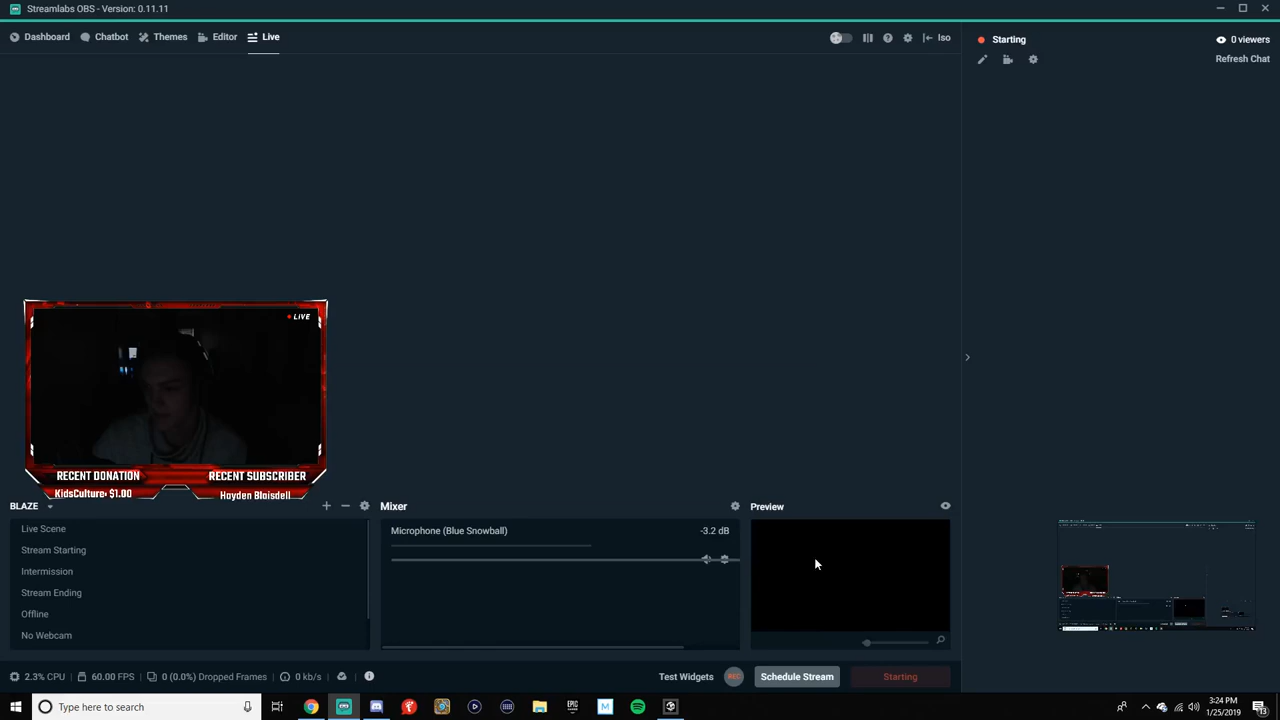 Streamlabs OBS - Version: 0.11.11
Dashboard
Chatbot
Themes
Editor
Live
Iso
Starting
0 viewers
Refresh Chat
LIVE
RECENT DONATION
RECENT SUBSCRIBER
KidsCulture: $1.00
Hayden Blaisdell
BLAZE
Live Scene
Stream Starting
Intermission
Stream Ending
Offline
No Webcam
Mixer
Microphone (Blue Snowball)
-3.2 dB
Preview
2.3% CPU
60.00 FPS
0 (0.0%) Dropped Frames
0 kb/s
Test Widgets
REC
Schedule Stream
Starting
Type here to search
EPIC
M
3:24 PM
1/25/2019
13